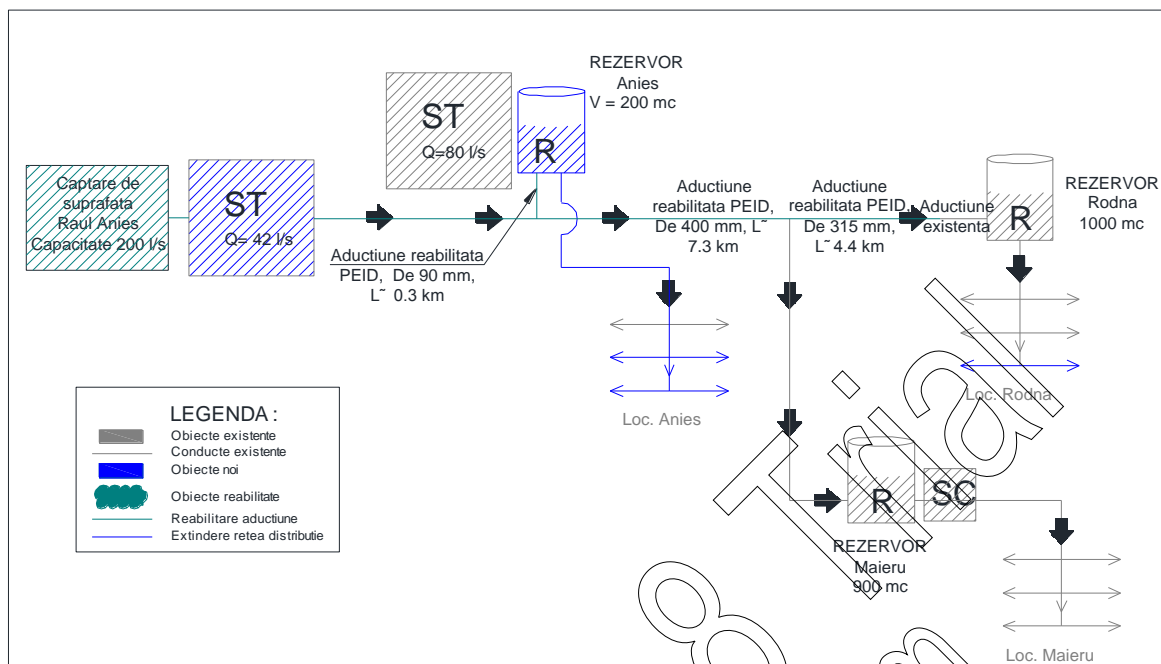 REZERVOR
Anies
V = 200 mc
ST
Q=80 l/s
R
Captare de
suprafata
Raul Anies
Capacitate 200 l/s
ST
Q= 42 l/s
Aductiune reabilitata
PEID, De 90 mm,
L˜ 0.3 km
Aductiune
reabilitata PEID,
De 400 mm, L˜
7.3 km
Aductiune
reabilitata PEID,
De 315 mm,
L˜ 4.4 km
Aductiune
existenta
R
REZERVOR
Rodna
1000 mc
Loc. Anies
Loc. Rodna
LEGENDA :
Obiecte existente
Conducte existente
Obiecte noi
Obiecte reabilitate
Reabilitare aductiune
Extindere retea distributie
R
SC
REZERVOR
Maieru
900 mc
Loc. Maieru
Trial